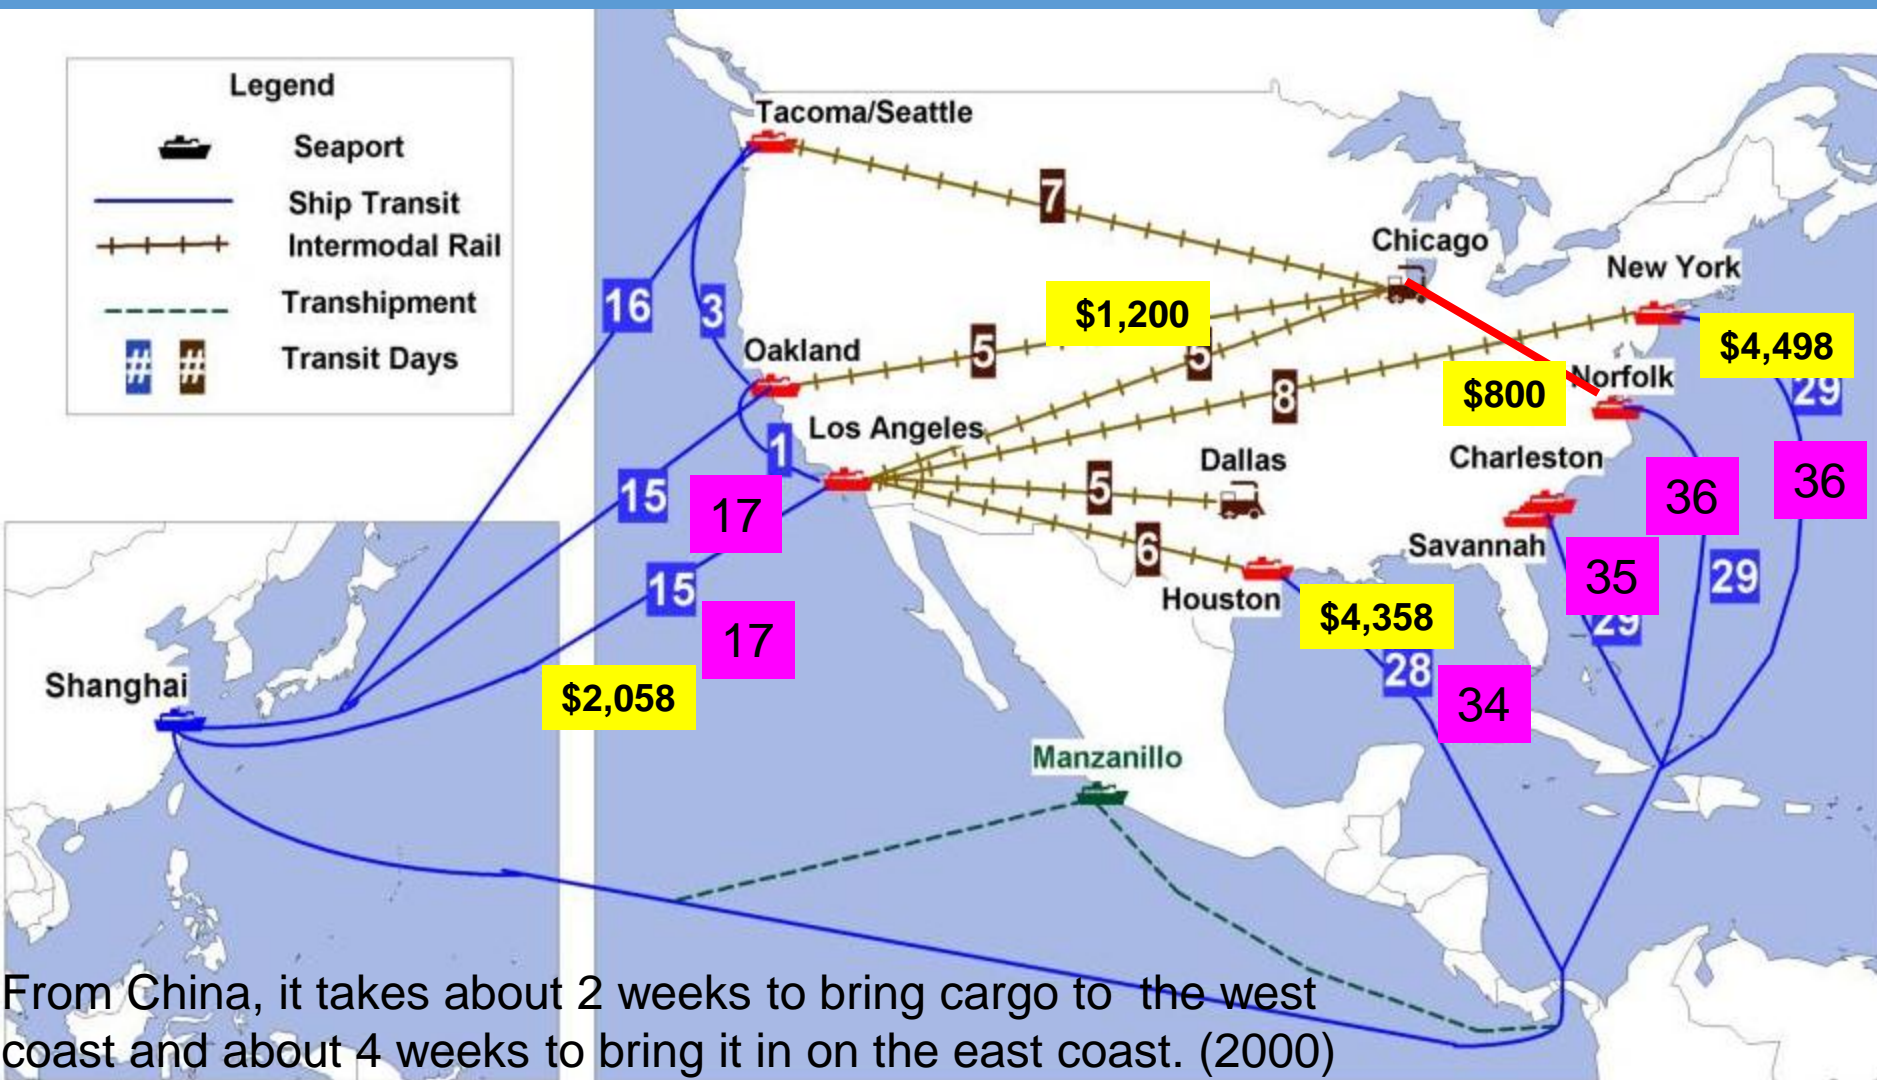 Legend
Seaport
Ship Transit
Intermodal Rail
Transhipment
# # Transit Days
Tacoma/Seattle
7
Chicago
New York
16
3
$1,200
Oakland
5
5
$4,498
29
8
$800
Norfolk
Los Angeles
1
Dallas
Charleston
15
17
5
36
36
6
Savannah
15
Houston
35
29
29
17
$4,358
28
34
Shanghai
$2,058
Manzanillo
From China, it takes about 2 weeks to bring cargo to the west
coast and about 4 weeks to bring it in on the east coast. (2000)